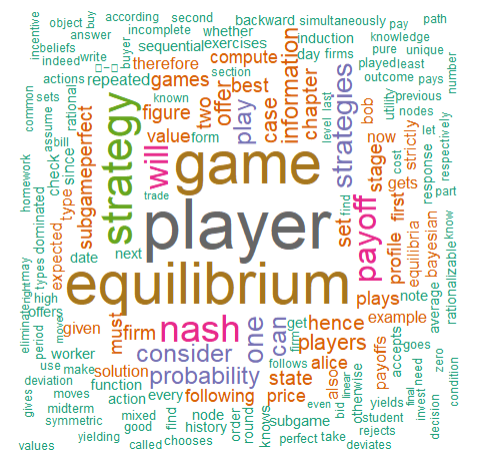 object buy according second backward simultaneously pay path
incentive answer incomplete whether knowledge
beliefs write buyer sequential exercises induction pure unique
indeed □−□ therefore compute day firms played least
actions repeated games section outcome pays number
common sets rational figure two offer best information chapter utility previous
assume known value form play case level last bob nodes respectively
homework bill since strategy will game strategies now strictly let
check type subgameperfect trade stage cost response part
dominated payoff gets bayesian
types expected player set find profile first equilibria rationalizable know
date next plays note average
may right high equilibrium accepts
eliminate offers given must nash one can get hence example goes zero
period moves firm consider firm players payoffs need condition
worker solution probability follows alice also otherwise
use make function state linear yields final invest decision
gives deviation moves action every following price even bid student
midterm mixed find node history round order knows subgame rejects
symmetric good
values yielding called chooses perfect take deviates